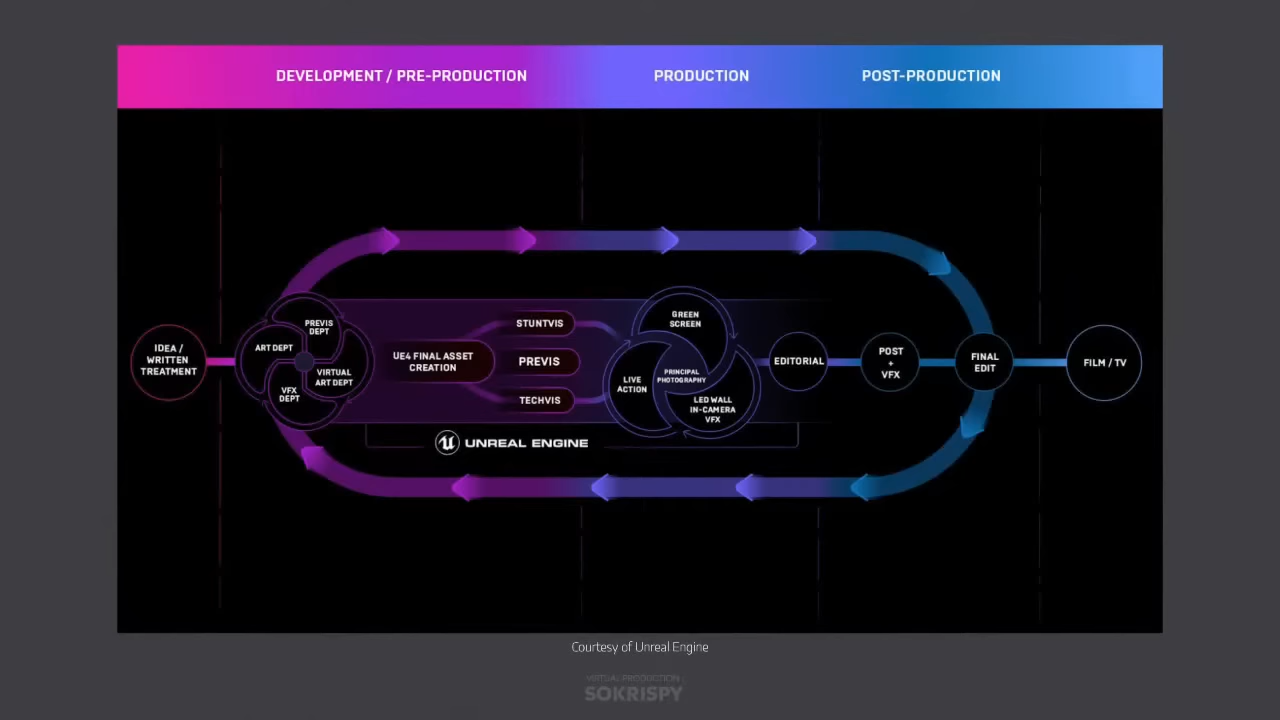 DEVELOPMENT / PRE-PRODUCTION
PRODUCTION
POST-PRODUCTION
IDEA /
WRITTEN
TREATMENT
PREVIS
DEPT
ART DEPT
VIRTUAL
ART DEPT
VFX
DEPT
UE4 FINAL ASSET
CREATION
STUNTVIS
PREVIS
TECHVIS
GREEN
SCREEN
LIVE
ACTION
PRINCIPAL
PHOTOGRAPHY
LED WALL
IN-CAMERA
VFX
EDITORIAL
POST
+
VFX
FINAL
EDIT
FILM / TV
UNREAL ENGINE
Courtesy of Unreal Engine
VIRTUAL PRODUCTION
SOKRISPY